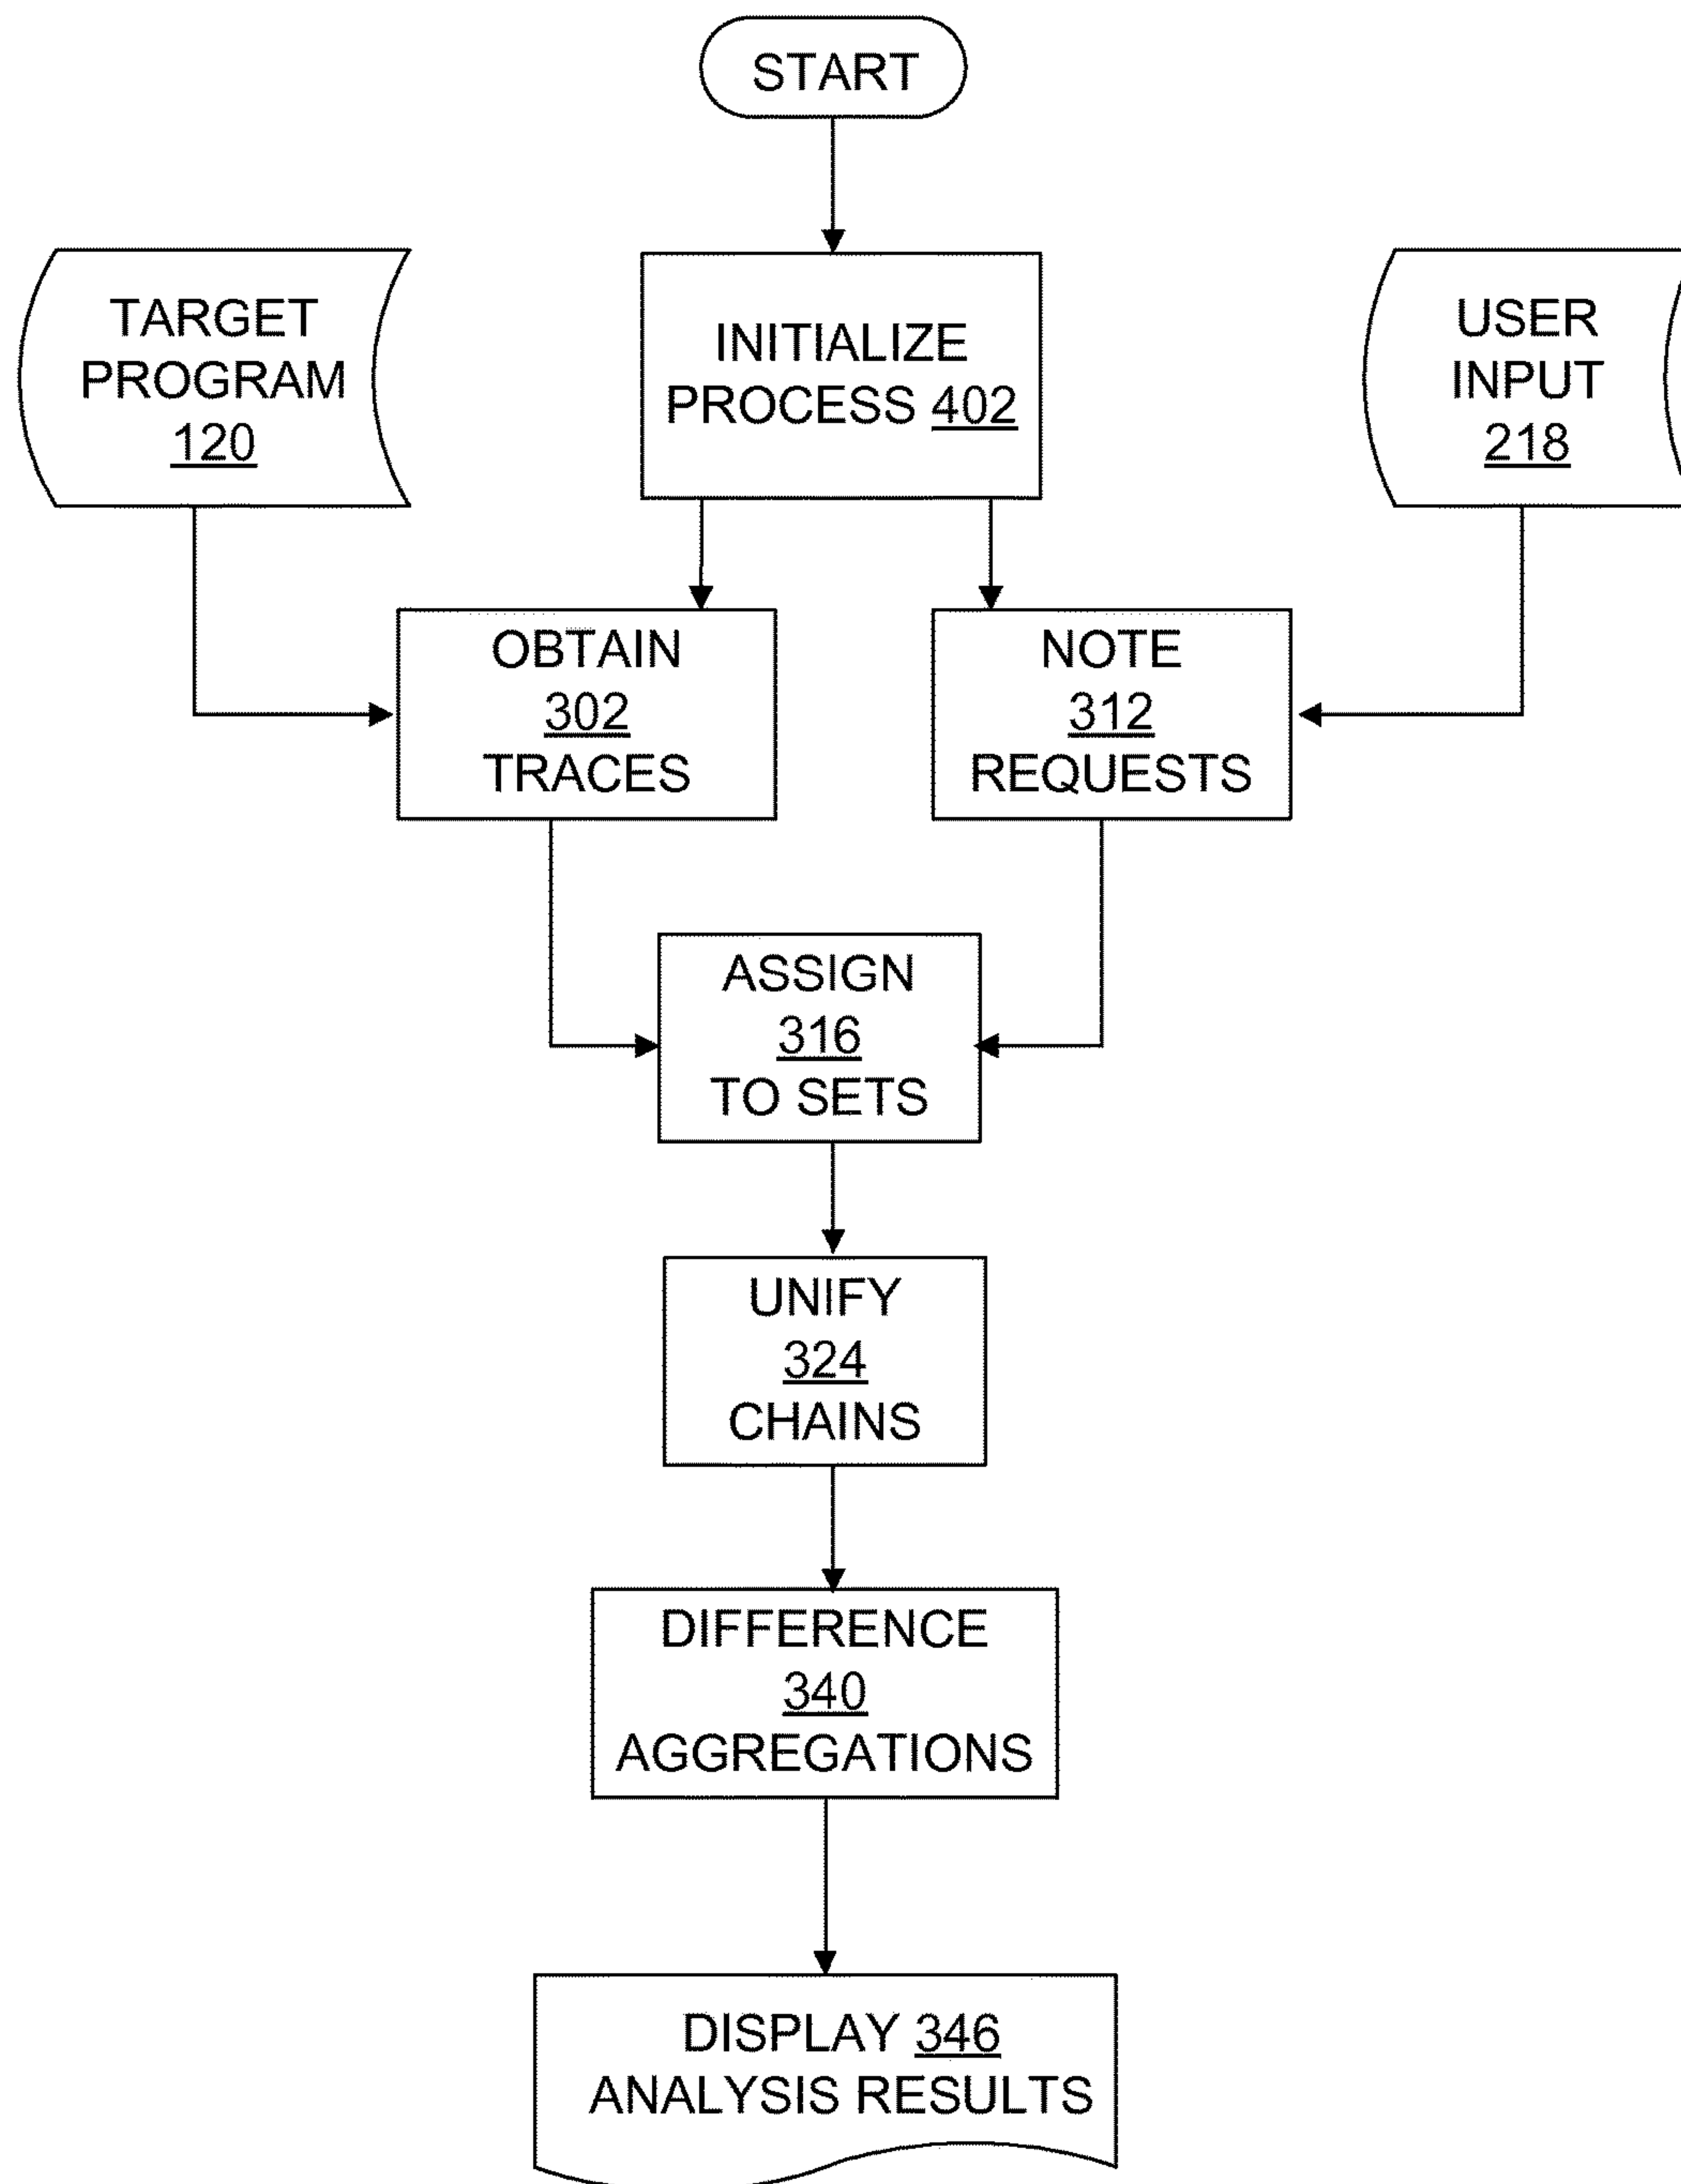 START
TARGET
PROGRAM
120
INITIALIZE
PROCESS 402
USER
INPUT
218
OBTAIN
302
TRACES
NOTE
312
REQUESTS
ASSIGN
316
TO SETS
UNIFY
324
CHAINS
DIFFERENCE
340
AGGREGATIONS
DISPLAY 346
ANALYSIS RESULTS